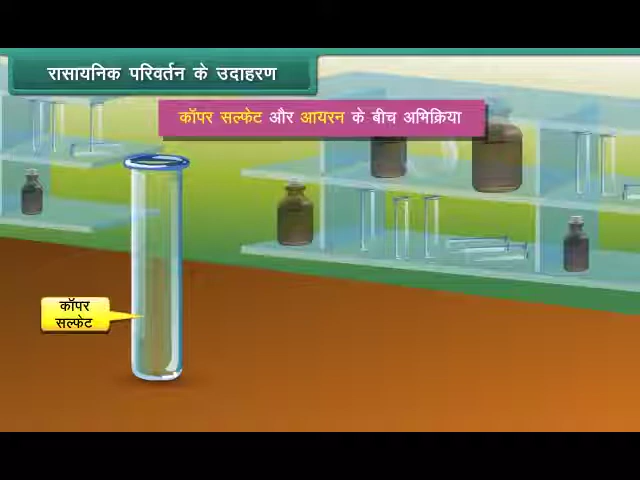 रासायनिक परिवर्तन के उदाहरण
कॉपर सल्फेट और आयरन के बीच अभिक्रिया
कॉपर
सल्फेट